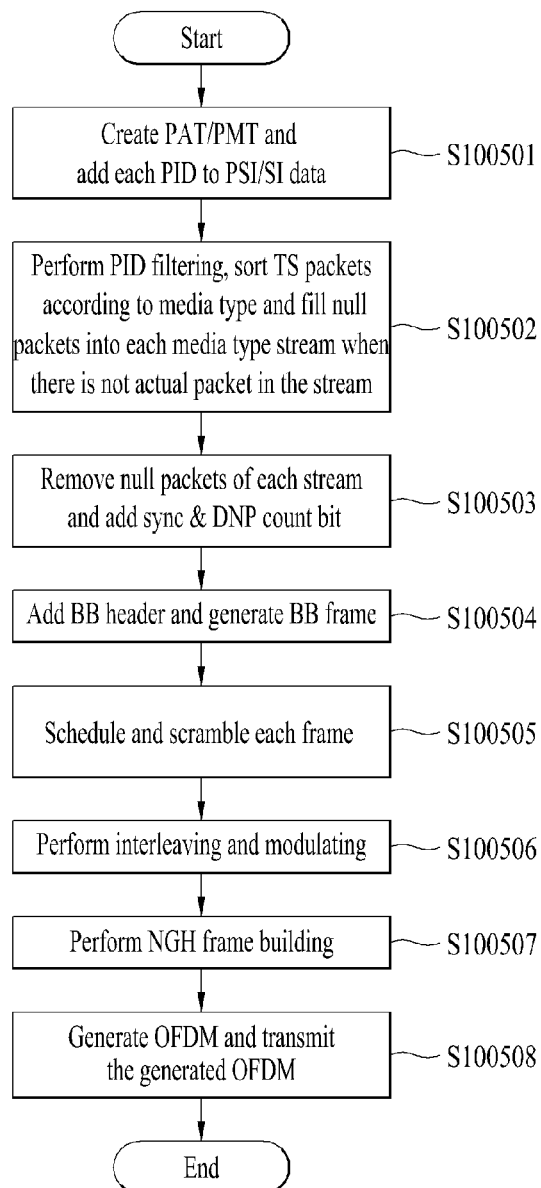 Start
Create PAT/PMT and
add each PID to PSI/SI data
S100501
Perform PID filtering, sort TS packets
according to media type and fill null
packets into each media type stream when
there is not actual packet in the stream
S100502
Remove null packets of each stream
and add sync & DNP count bit
S100503
Add BB header and generate BB frame
S100504
Schedule and scramble each frame
S100505
Perform interleaving and modulating
S100506
Perform NGH frame building
S100507
Generate OFDM and transmit
the generated OFDM
S100508
End